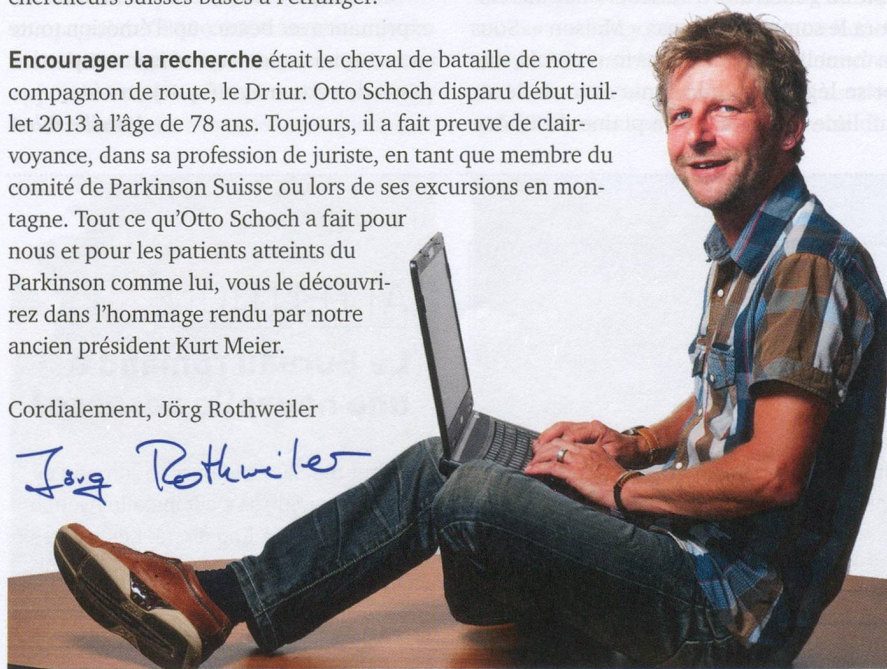 chercheur suisses basés à l'étranger.
Encourager la recherche était le cheval de bataille de notre
compagnon de route, le Dr iur. Otto Schoch disparu début juil-
let 2013 à l'âge de 78 ans. Toujours, il a fait preuve de clair-
voyance, dans sa profession de juriste, en tant que membre du
comité de Parkinson Suisse ou lors de ses excursions en mon-
tagne. Tout ce qu'Otto Schoch a fait pour
nous et pour les patients atteints du
Parkinson comme lui, vous le découvri-
rez dans l'hommage rendu par notre
ancien président Kurt Meier.
Cordialement, Jörg Rothweiler
Jörg Rothweiler